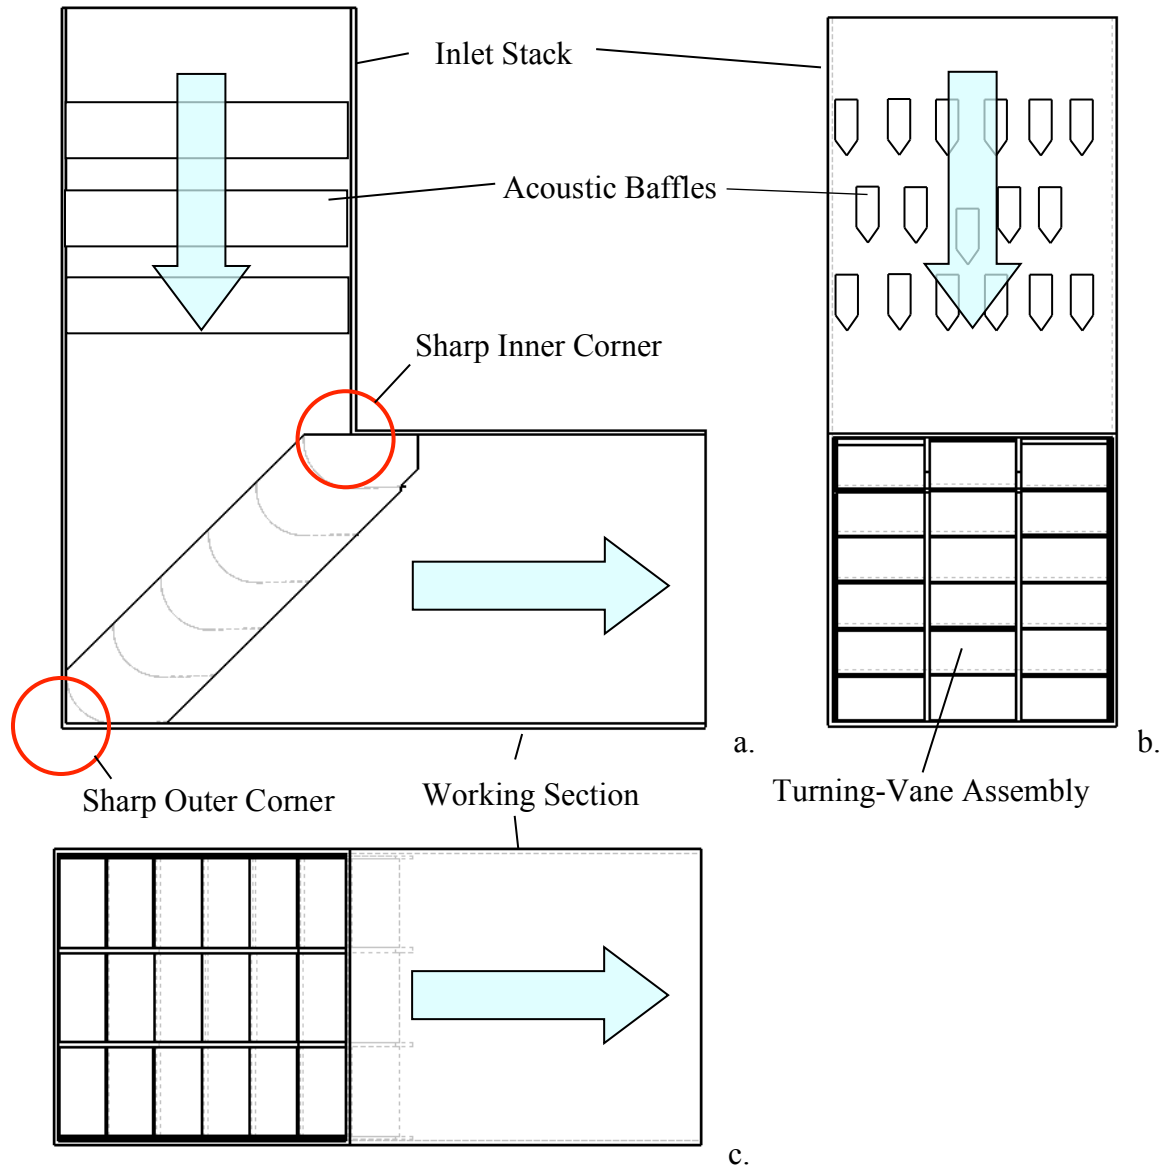 Inlet Stack
Acoustic Baffles
Sharp Inner Corner
a.
b.
Sharp Outer Corner
Working Section
Turning-Vane Assembly
c.